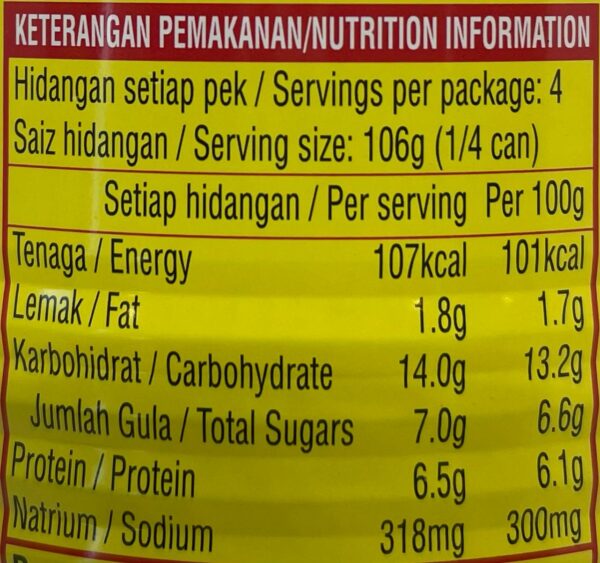 KETERANGAN PEMAKANAN/NUTRITION INFORMATION
Hidangan setiap pek / Servings per package: 4
Saiz hidangan / Serving size: 106g (1/4 can)
Setiap hidangan / Per serving Per 100g
Tenaga / Energy 107kcal 101kcal
Lemak / Fat 1.8g 1.7g
Karbohidrat / Carbohydrate 14.0g 13.2g
Jumlah Gula / Total Sugars 7.0g 6.6g
Protein / Protein 6.5g 6.1g
Natrium / Sodium 318mg 300mg